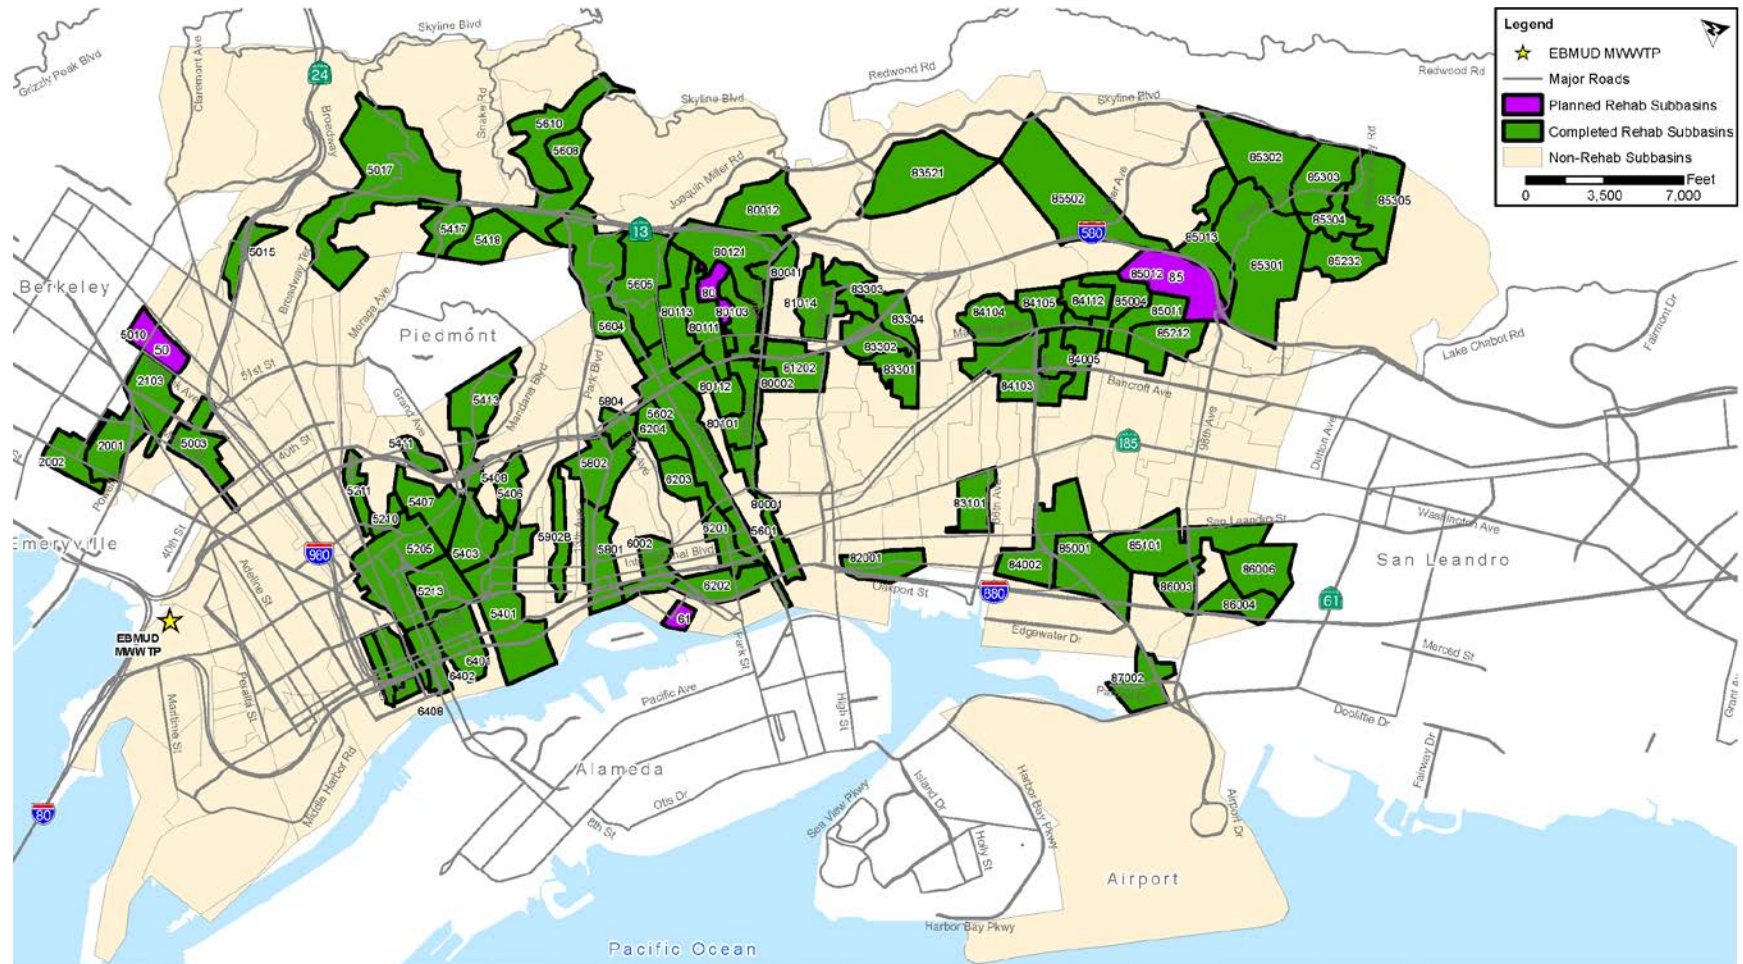 Legend
EBMUD MWWTP
Major Roads
Planned Rehab Subbasins
Completed Rehab Subbasins
Non-Rehab Subbasins
Feet
0 3,500 7,000
Skyline Blvd
Grizzly Peak Blvd
Claremont Ave
24
Broadway
Snake Rd
Skyline Blvd
Redwood Rd
Skyline Blvd
Redwood Rd
5610
5608
5017
Joaquin Miller Rd
83521
85502
85302
85303
85305
85304
80012
13
580
5417
5418
5015
Broadway Ter
85013
85301
85232
80121
80011
85012
85
Berkeley
5605
80
81014
83303
84105
84112
85004
85011
Fairmont Dr
Moraga Ave
Piedmont
5604
80113
80111
80103
83304
84104
85212
Lake Chabot Rd
5010
50
83302
83301
84005
2103
51st St
81202
80002
80112
84103
Bancroft Ave
Grand Ave
5413
Mandana Blvd
Park Blvd
5804
5602
80101
6204
98th Ave
185
Dutton Ave
2001
5003
2002
40th St
5411
5802
5408
5406
6203
5211
5407
5210
83101
80001
San Leandro St
Washington Ave
40th St
Emeryville
980
5205
5403
5902B
5801
6002
6201
5601
82001
84002
85001
85101
86003
86006
San Leandro
Adeline St
5213
6202
Oakport St
880
86004
61
5401
61
Edgewater Dr
EBMUD
MWWTP
Park St
Merced St
6401
6402
6408
Peralta St
Maritime St
Pacific Ave
High St
87002
Doolittle Dr
Middle Harbor Rd
Alameda
Otis Dr
8th St
Island Dr
Sea View Pkwy
Holly St
Harbor Bay Pkwy
Airport Dr
Fairway Dr
80
Airport
Harbor Bay Pkwy
Pacific Ocean